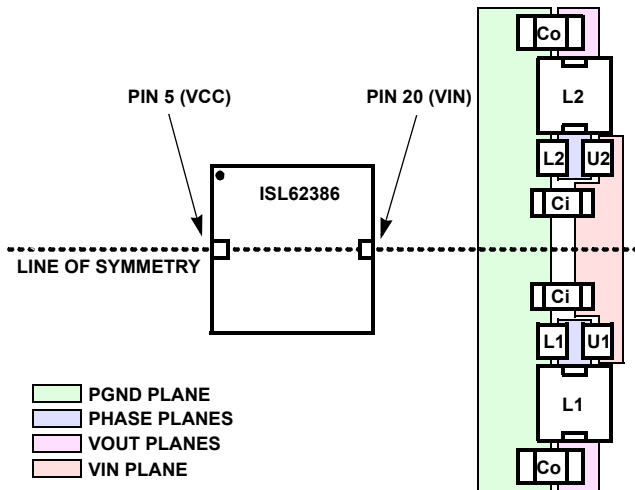 Co
L2
PIN 5 (VCC)
PIN 20 (VIN)
L2
U2
ISL62386
Ci
LINE OF SYMMETRY
Ci
L1
U1
L1
PGND PLANE
PHASE PLANES
VOUT PLANES
VIN PLANE
Co